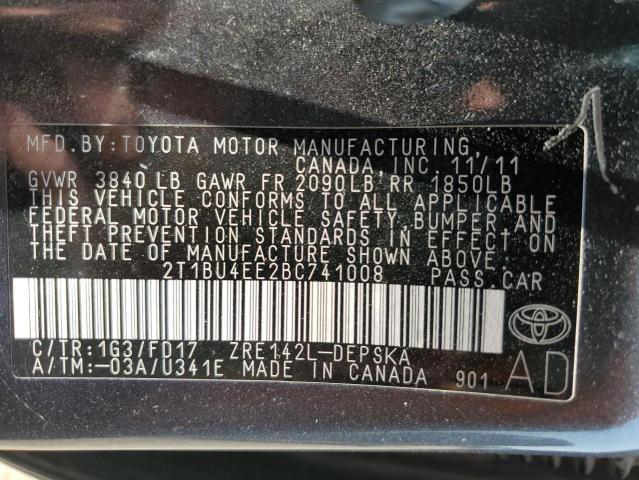 MFD.BY:TOYOTA MOTOR MANUFACTURING,
CANADA, INC. 11/11
GVWR 3840 LB GAWR FR 2090LB RR 1850LB
THIS VEHICLE CONFORMS TO ALL APPLICABLE
FEDERAL MOTOR VEHICLE SAFETY, BUMPER AND
THEFT PREVENTION STANDARDS IN EFFECT ON
THE DATE OF MANUFACTURE SHOWN ABOVE.
2T1BU4EE2BC741008 PASS.CAR
C/TR:1G3/FD17 ZRE142L-DEPSKA
A/TM:-03A/U341E MADE IN CANADA 901
AD
1